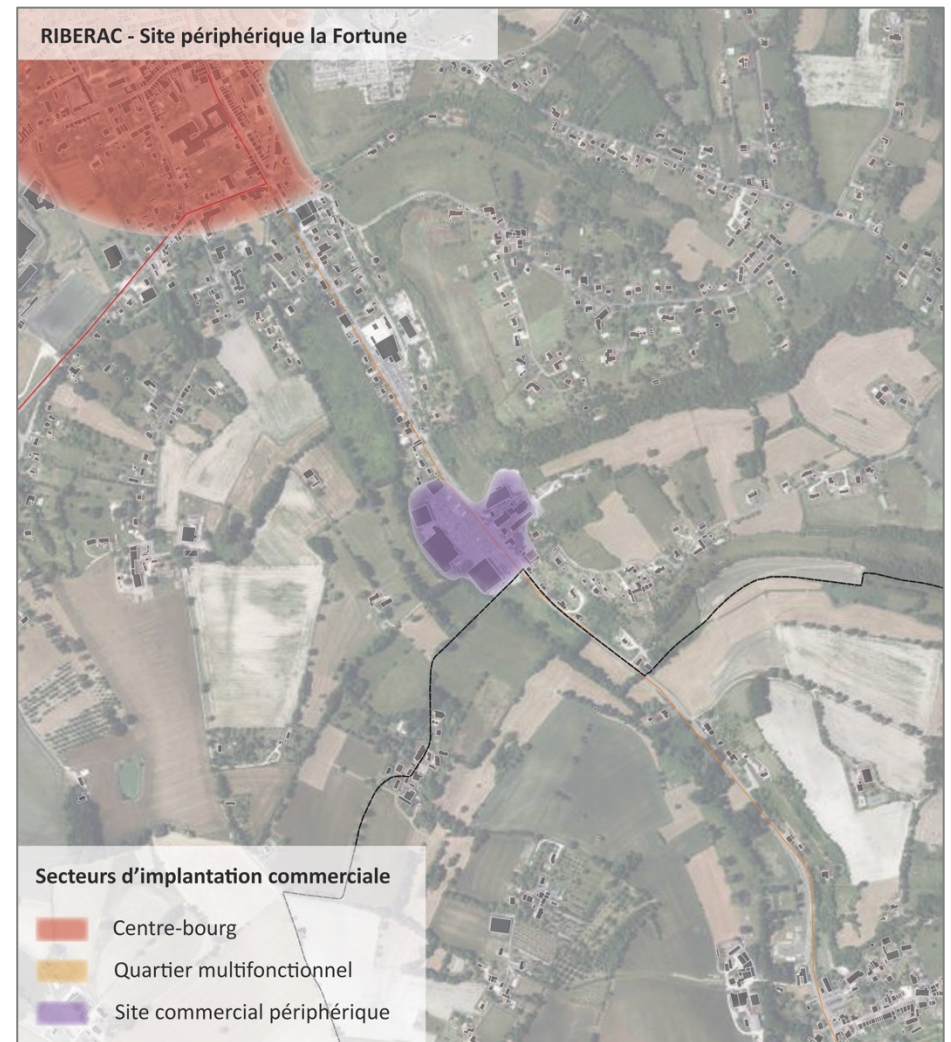 RIBERAC - Site périphérique la Fortune
Secteurs d'implantation commerciale
Centre-bourg
Quartier multifonctionnel
Site commercial périphérique